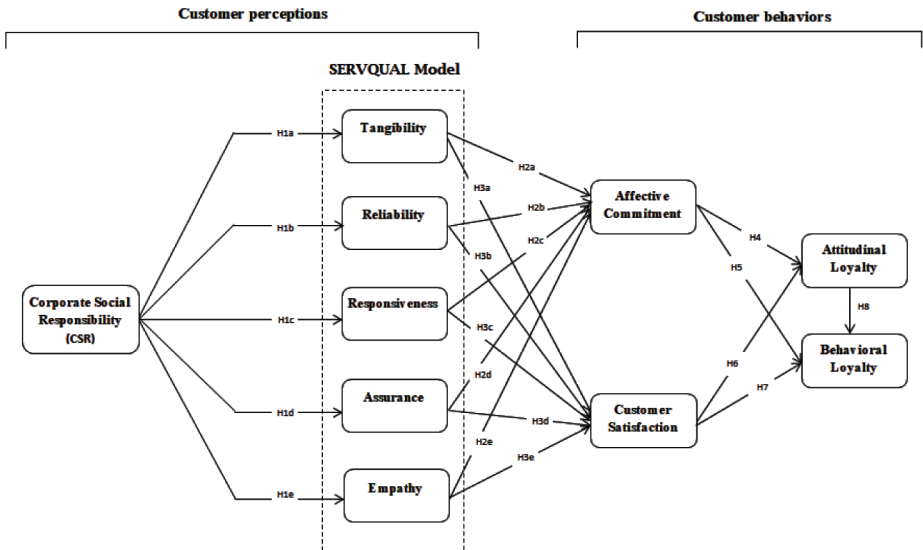 Customer perceptions
Customer behaviors
SERVQUAL Model
Tangibility
H1a
H2a
H3a
Affective
Commitment
Reliability
H1b
H2b
H2c
H3b
H4
H5
Attitudinal
Loyalty
Corporate Social
Responsibility
(CSR)
Responsiveness
H1c
H3c
H8
Behavioral
Loyalty
H2d
H6
H7
Assurance
H1d
H3d
Customer
Satisfaction
H2e
H3e
Empathy
H1e